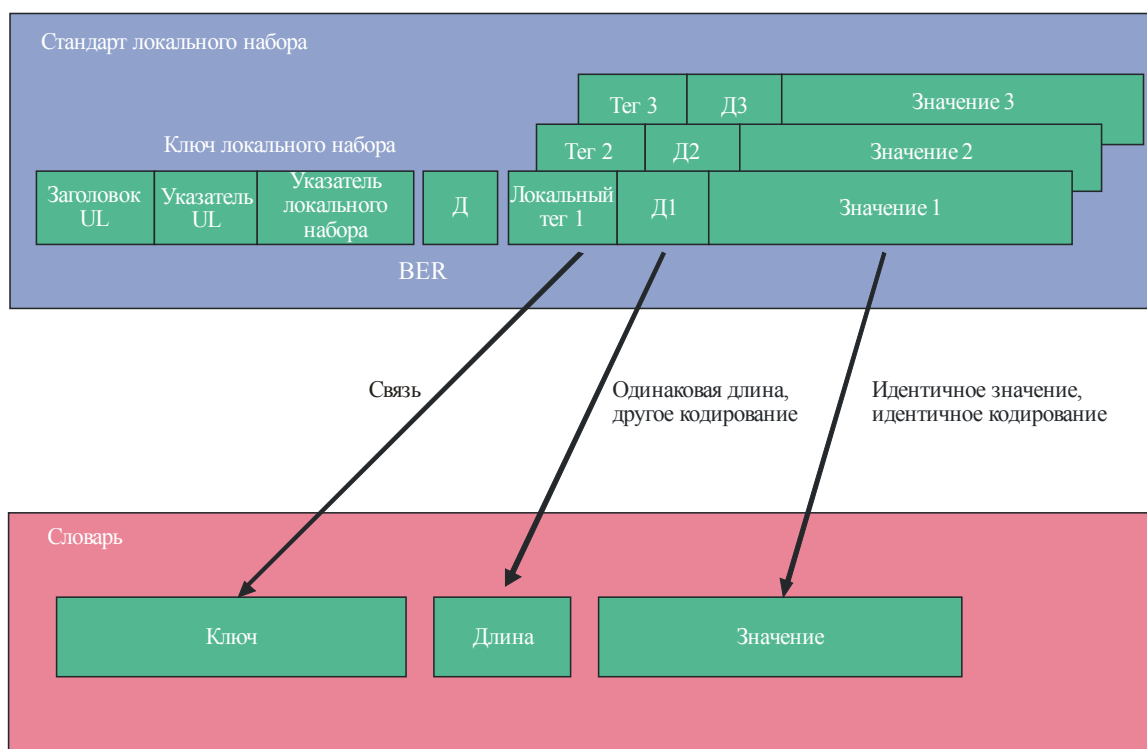 Стандарт локального набора
Тег 3
Д3
Значение 3
Ключ локального набора
Тег 2
Д2
Значение 2
Заголовок
UL
Указатель
UL
Указатель
локального
набора
Д
Локальный
тег 1
Д1
Значение 1
BER
Связь
Одинаковая длина,
другое кодирование
Идентичное значение,
идентичное кодирование
Словарь
Ключ
Длина
Значение